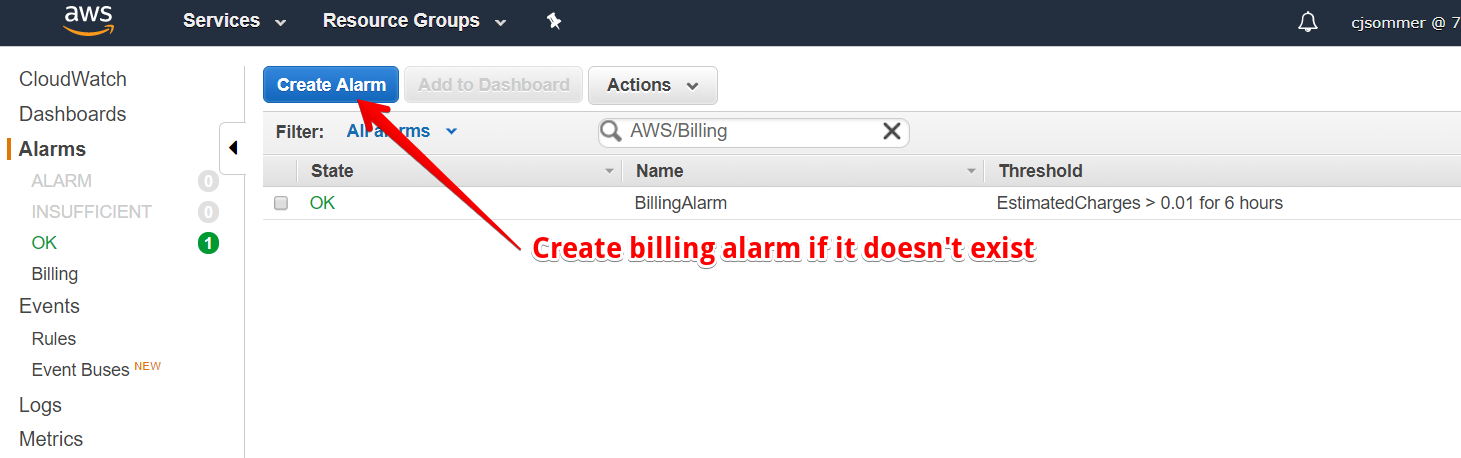 aws Services Resource Groups cjsommer @ 7
CloudWatch
Dashboards
Alarms
ALARM 0
INSUFFICIENT 0
OK 1
Billing
Events
Rules
Event Buses NEW
Logs
Metrics
Create Alarm Add to Dashboard Actions
Filter: All alarms AWS/Billing
State Name Threshold
OK BillingAlarm EstimatedCharges > 0.01 for 6 hours
Create billing alarm if it doesn't exist